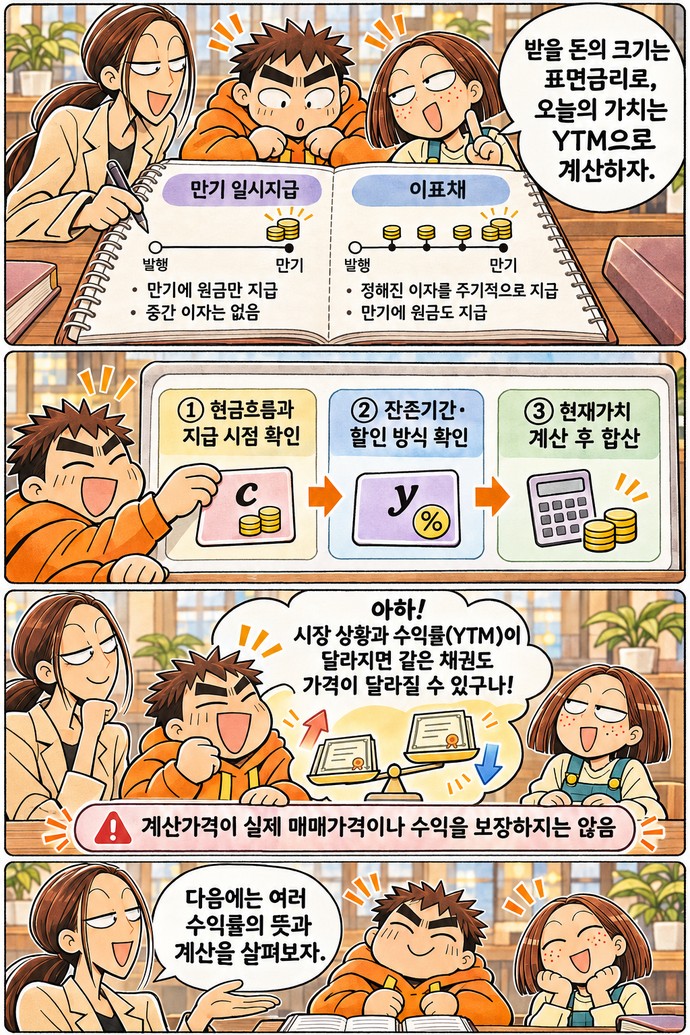 받을 돈의 크기는
표면금리로,
오늘의 가치는
YTM으로
계산하자.
만기 일시지급
발행
만기
• 만기에 원금만 지급
• 중간 이자는 없음
이표채
발행
만기
• 정해진 이자를 주기적으로 지급
• 만기에 원금도 지급
① 현금흐름과
지급 시점 확인
c
② 잔존기간·
할인 방식 확인
y
%
③ 현재가치
계산 후 합산
아하!
시장 상황과 수익률(YTM)이
달라지면 같은 채권도
가격이 달라질 수 있구나!
! 계산가격이 실제 매매가격이나 수익을 보장하지는 않음
다음에는 여러
수익률의 뜻과
계산을 살펴보자.